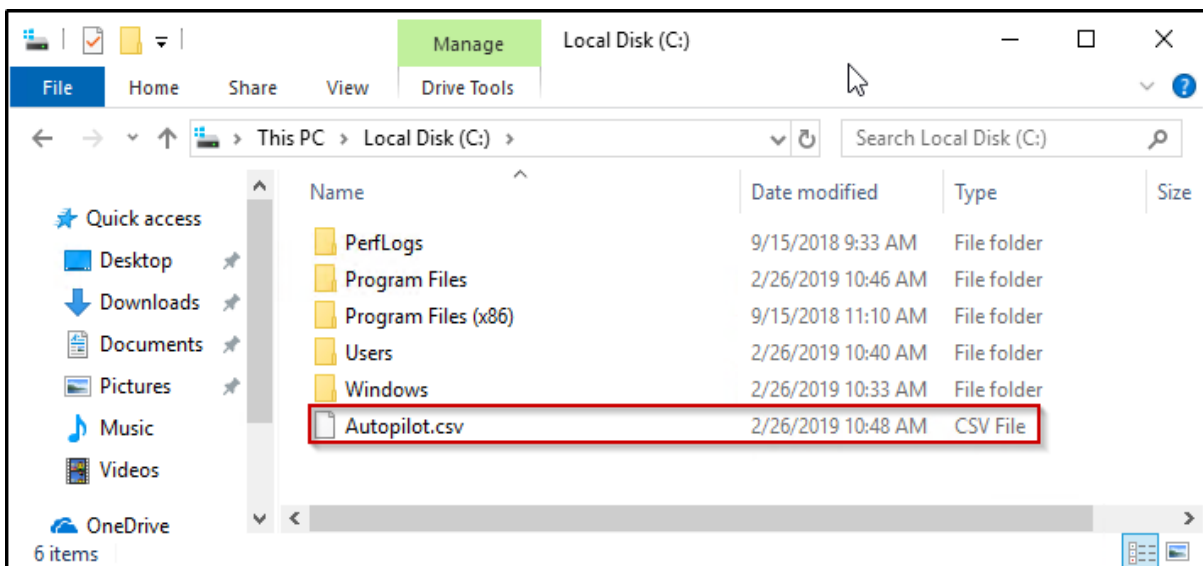 Manage Local Disk (C:)
File Home Share View Drive Tools ?
This PC > Local Disk (C:) > Search Local Disk (C:)
Name Date modified Type Size
Quick access
Desktop
Downloads
Documents
Pictures
Music
Videos
OneDrive
PerfLogs 9/15/2018 9:33 AM File folder
Program Files 2/26/2019 10:46 AM File folder
Program Files (x86) 9/15/2018 11:10 AM File folder
Users 2/26/2019 10:40 AM File folder
Windows 2/26/2019 10:33 AM File folder
Autopilot.csv 2/26/2019 10:48 AM CSV File
6 items